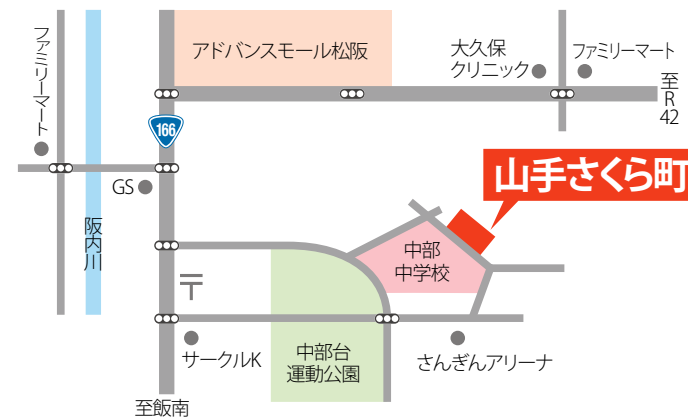 ファミリーマート
アドバンスモール松阪
大久保
クリニック
ファミリーマート
至R42
166
GS
山手さくら町
阪内川
中部
中学校
〒
サークルK
中部台
運動公園
さんぎんアリーナ
至飯南